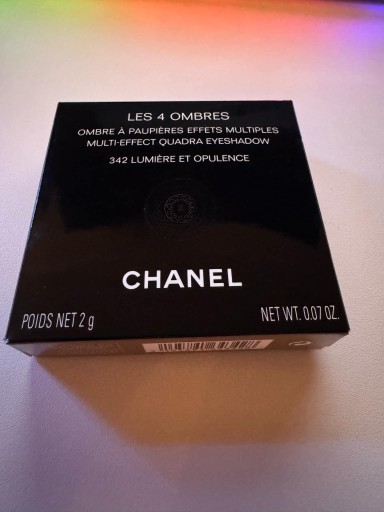 LES 4 OMBRES
OMBRE À PAUPIÈRES EFFETS MULTIPLES
MULTI-EFFECT QUADRA EYESHADOW
342 LUMIÈRE ET OPULENCE
CHANEL
POIDS NET 2 g
NET WT. 0.07 OZ.